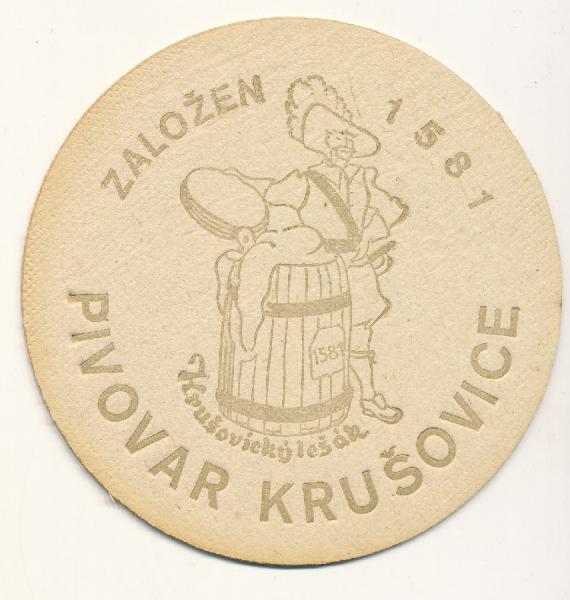 ZALOŽEN 1581
1581
Krušovický ležák
PIVOVAR KRUŠOVICE